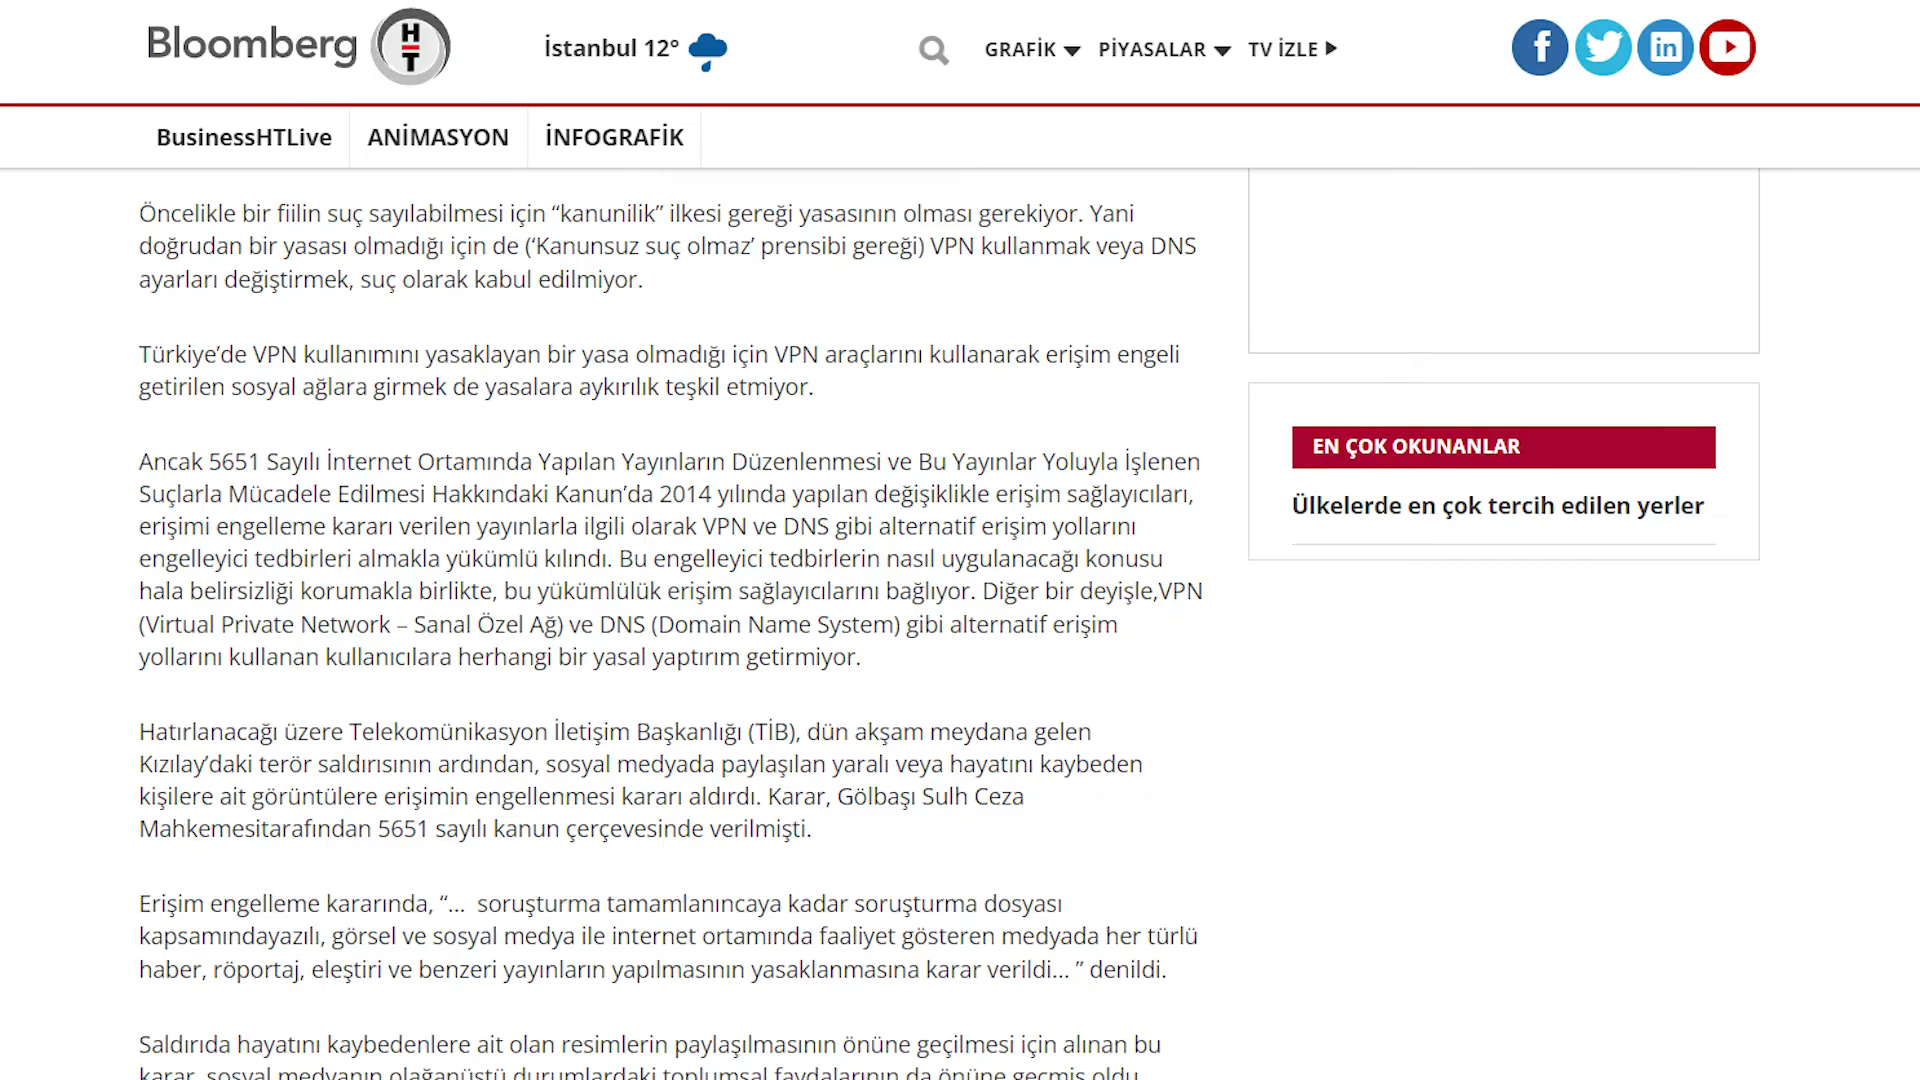 Bloomberg HT
İstanbul 12°
GRAFİK PİYASALAR TV İZLE
BusinessHTLive ANİMASYON İNFOGRAFİK
Öncelikle bir fiilin suç sayılabilmesi için “kanunilik” ilkesi gereği yasasının olması gerekiyor. Yani
doğrudan bir yasası olmadığı için de (‘Kanunsuz suç olmaz’ prensibi gereği) VPN kullanmak veya DNS
ayarları değiştirmek, suç olarak kabul edilmiyor.
Türkiye’de VPN kullanımını yasaklayan bir yasa olmadığı için VPN araçlarını kullanarak erişim engeli
getirilen sosyal ağlara girmek de yasalara aykırılık teşkil etmiyor.
Ancak 5651 Sayılı İnternet Ortamında Yapılan Yayınların Düzenlenmesi ve Bu Yayınlar Yoluyla İşlenen
Suçlarla Mücadele Edilmesi Hakkındaki Kanun’da 2014 yılında yapılan değişiklikle erişim sağlayıcıları,
erişimi engelleme kararı verilen yayınlarla ilgili olarak VPN ve DNS gibi alternatif erişim yollarını
engelleyici tedbirleri almakla yükümlü kılındı. Bu engelleyici tedbirlerin nasıl uygulanacağı konusu
hala belirsizliği korumakla birlikte, bu yükümlülük erişim sağlayıcılarını bağlıyor. Diğer bir deyişle,VPN
(Virtual Private Network – Sanal Özel Ağ) ve DNS (Domain Name System) gibi alternatif erişim
yollarını kullanan kullanıcılara herhangi bir yasal yaptırım getirmiyor.
Hatırlanacağı üzere Telekomünikasyon İletişim Başkanlığı (TİB), dün akşam meydana gelen
Kızılay’daki terör saldırısının ardından, sosyal medyada paylaşılan yaralı veya hayatını kaybeden
kişilere ait görüntülere erişimin engellenmesi kararı aldırdı. Karar, Gölbaşı Sulh Ceza
Mahkemesitarafından 5651 sayılı kanun çerçevesinde verilmişti.
Erişim engelleme kararında, “... soruşturma tamamlanıncaya kadar soruşturma dosyası
kapsamındayazılı, görsel ve sosyal medya ile internet ortamında faaliyet gösteren medyada her türlü
haber, röportaj, eleştiri ve benzeri yayınların yapılmasının yasaklanmasına karar verildi... ” denildi.
Saldırıda hayatını kaybedenlere ait olan resimlerin paylaşılmasının önüne geçilmesi için alınan bu
karar, sosyal medyanın olağanüstü durumlardaki toplumsal faydalarının da önüne geçmiş oldu.
EN ÇOK OKUNANLAR
Ülkelerde en çok tercih edilen yerler